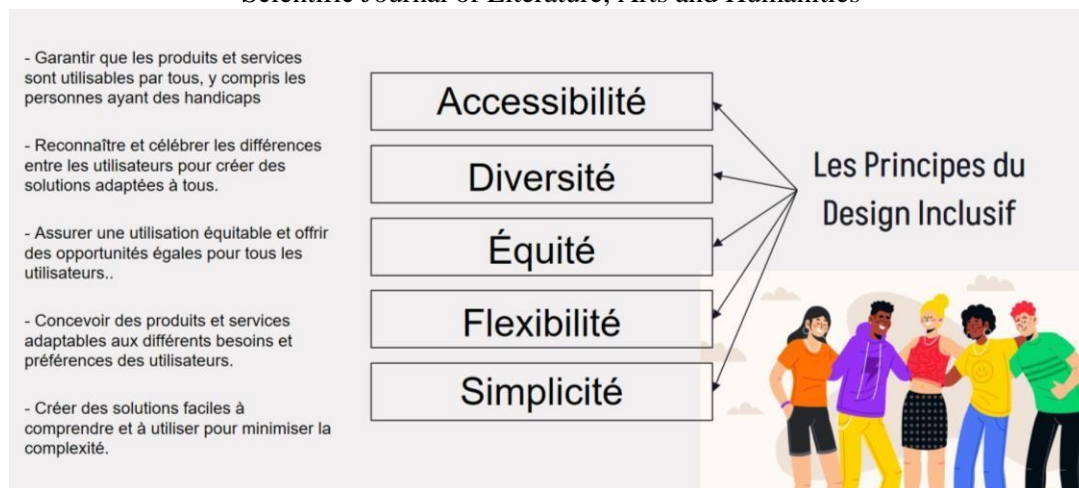 Scientific Journal of Literature, Arts and Humanities
- Garantir que les produits et services
sont utilisables par tous, y compris les
personnes ayant des handicaps
- Reconnaître et célébrer les différences
entre les utilisateurs pour créer des
solutions adaptées à tous.
- Assurer une utilisation équitable et offrir
des opportunités égales pour tous les
utilisateurs..
- Concevoir des produits et services
adaptables aux différents besoins et
préférences des utilisateurs.
- Créer des solutions faciles à
comprendre et à utiliser pour minimiser la
complexité.
Accessibilité
Diversité
Équité
Flexibilité
Simplicité
Les Principes du
Design Inclusif